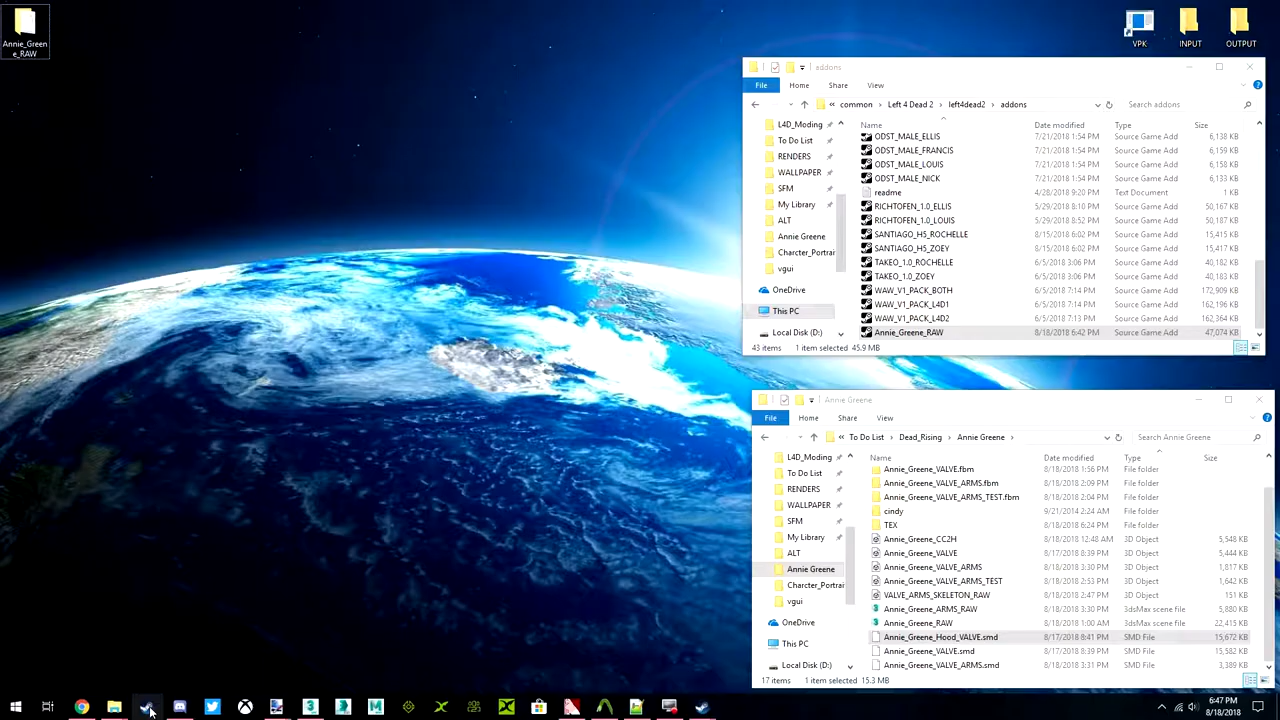 Annie_Green
e_RAW
VPK
INPUT
OUTPUT
addons
File Home Share View
common Left 4 Dead 2 left4dead2 addons
Search addons
L4D_Moding
To Do List
RENDERS
WALLPAPER
SFM
My Library
ALT
Annie Greene
Charcter_Portrai
vgui
OneDrive
This PC
Local Disk (D:)
Name Date modified Type Size
ODST_MALE_ELLIS 7/21/2018 1:54 PM Source Game Add 6,138 KB
ODST_MALE_FRANCIS 7/21/2018 1:54 PM Source Game Add 6,159 KB
ODST_MALE_LOUIS 7/21/2018 1:54 PM Source Game Add 6,158 KB
ODST_MALE_NICK 7/21/2018 1:54 PM Source Game Add 6,133 KB
readme 4/28/2018 9:20 PM Text Document 1 KB
RICHTOFEN_1.0_ELLIS 5/29/2018 8:10 PM Source Game Add 50,167 KB
RICHTOFEN_1.0_LOUIS 5/29/2018 8:52 PM Source Game Add 50,187 KB
SANTIAGO_H5_ROCHELLE 8/15/2018 6:02 PM Source Game Add 15,415 KB
SANTIAGO_H5_ZOEY 8/15/2018 6:02 PM Source Game Add 15,417 KB
TAKEO_1.0_ROCHELLE 6/5/2018 3:06 PM Source Game Add 40,182 KB
TAKEO_1.0_ZOEY 6/5/2018 3:06 PM Source Game Add 40,183 KB
WAW_V1_PACK_BOTH 6/5/2018 7:14 PM Source Game Add 172,909 KB
WAW_V1_PACK_L4D1 6/5/2018 7:14 PM Source Game Add 162,196 KB
WAW_V1_PACK_L4D2 6/5/2018 7:13 PM Source Game Add 162,364 KB
Annie_Greene_RAW 8/18/2018 6:42 PM Source Game Add 47,074 KB
43 items 1 item selected 45.9 MB
Annie Greene
File Home Share View
To Do List Dead_Rising Annie Greene
Search Annie Greene
L4D_Moding
To Do List
RENDERS
WALLPAPER
SFM
My Library
ALT
Annie Greene
Charcter_Portrai
vgui
OneDrive
This PC
Local Disk (D:)
Name Date modified Type Size
Annie_Greene_VALVE.fbm 8/18/2018 1:56 PM File folder
Annie_Greene_VALVE_ARMS.fbm 8/18/2018 2:09 PM File folder
Annie_Greene_VALVE_ARMS_TEST.fbm 8/18/2018 2:04 PM File folder
cindy 9/21/2014 2:24 AM File folder
TEX 8/18/2018 6:24 PM File folder
Annie_Greene_CC2H 8/18/2018 12:48 AM 3D Object 5,548 KB
Annie_Greene_VALVE 8/17/2018 8:39 PM 3D Object 5,444 KB
Annie_Greene_VALVE_ARMS 8/18/2018 3:30 PM 3D Object 1,817 KB
Annie_Greene_VALVE_ARMS_TEST 8/18/2018 2:53 PM 3D Object 1,642 KB
VALVE_ARMS_SKELETON_RAW 8/18/2018 2:47 PM 3D Object 151 KB
Annie_Greene_ARMS_RAW 8/18/2018 3:30 PM 3dsMax scene file 5,880 KB
Annie_Greene_RAW 8/18/2018 1:00 AM 3dsMax scene file 22,415 KB
Annie_Greene_Hood_VALVE.smd 8/17/2018 8:41 PM SMD File 15,672 KB
Annie_Greene_VALVE.smd 8/17/2018 8:39 PM SMD File 15,582 KB
Annie_Greene_VALVE_ARMS.smd 8/18/2018 3:31 PM SMD File 3,389 KB
17 items 1 item selected 15.3 MB
6:47 PM
8/18/2018